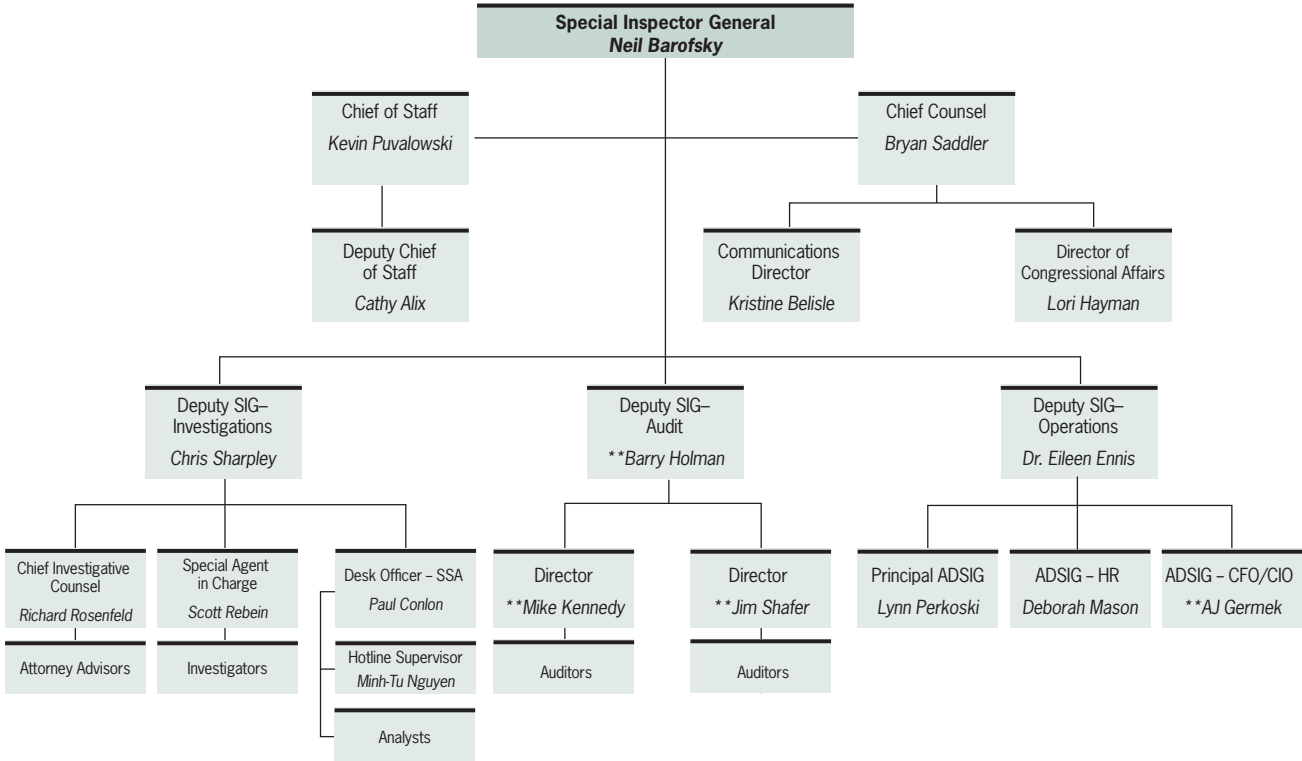 Special Inspector General
Neil Barofsky
Chief of Staff
Kevin Puvalowski
Chief Counsel
Bryan Saddler
Deputy Chief
of Staff
Cathy Alix
Communications
Director
Kristine Belisle
Director of
Congressional Affairs
Lori Hayman
Deputy SIG–
Investigations
Chris Sharpley
Deputy SIG–
Audit
**Barry Holman
Deputy SIG–
Operations
Dr. Eileen Ennis
Chief Investigative
Counsel
Richard Rosenfeld
Special Agent
in Charge
Scott Rebein
Desk Officer – SSA
Paul Conlon
Director
**Mike Kennedy
Director
**Jim Shafer
Principal ADSIG
Lynn Perkoski
ADSIG – HR
Deborah Mason
ADSIG – CFO/CIO
**AJ Germek
Attorney Advisors
Investigators
Hotline Supervisor
Minh-Tu Nguyen
Auditors
Auditors
Analysts